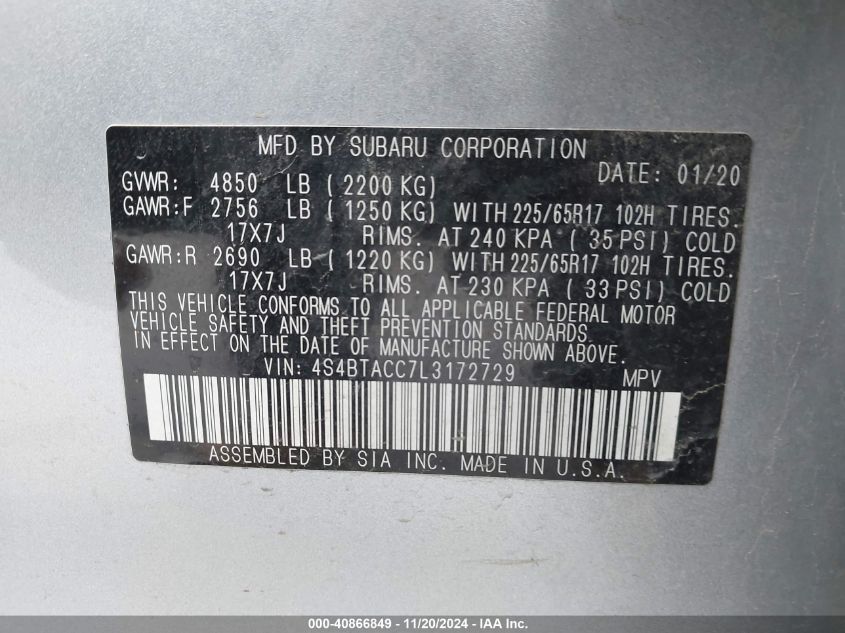 MFD BY SUBARU CORPORATION
DATE: 01/20
GVWR: 4850 LB ( 2200 KG)
GAWR:F 2756 LB ( 1250 KG) WITH 225/65R17 102H TIRES.
17X7J RIMS. AT 240 KPA ( 35 PSI) COLD
GAWR:R 2690 LB ( 1220 KG) WITH 225/65R17 102H TIRES.
17X7J RIMS. AT 230 KPA ( 33 PSI) COLD
THIS VEHICLE CONFORMS TO ALL APPLICABLE FEDERAL MOTOR
VEHICLE SAFETY AND THEFT PREVENTION STANDARDS
IN EFFECT ON THE DATE OF MANUFACTURE SHOWN ABOVE.
VIN: 4S4BTACC7L3172729 MPV
ASSEMBLED BY SIA INC. MADE IN U.S.A.
000-40866849 - 11/20/2024 - IAA Inc.